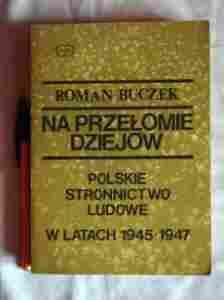 ROMAN BUCZEK
NA PRZEŁOMIE
DZIEJÓW
POLSKIE
STRONNICTWO
LUDOWE
W LATACH 1945-1947